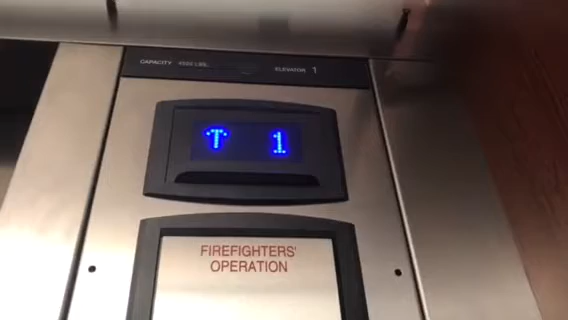 CAPACITY 4500 LBS.
ELEVATOR 1
↑ 1
FIREFIGHTERS'
OPERATION